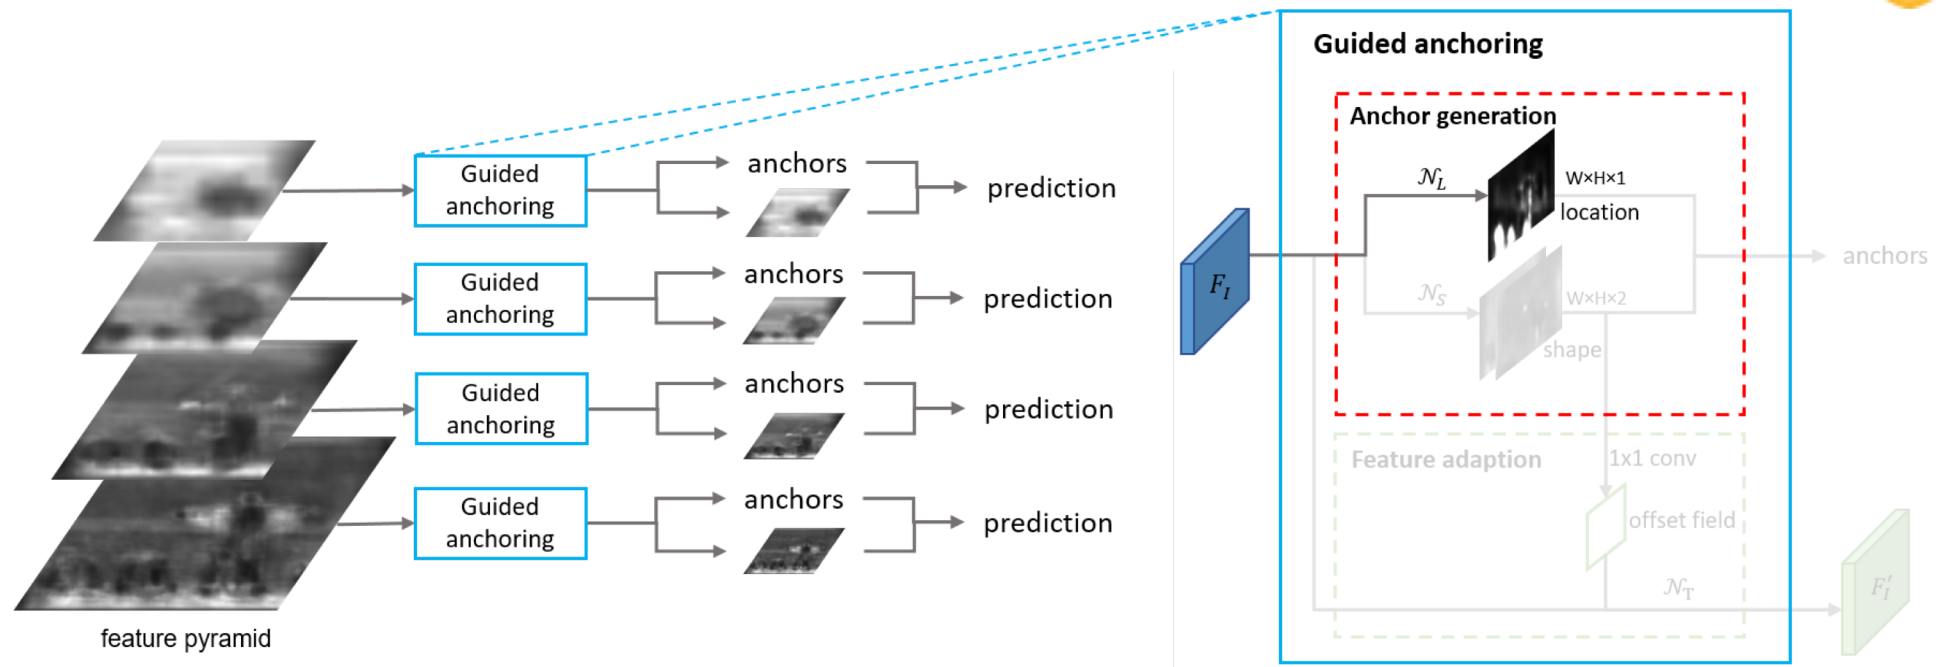 Guided anchoring
Anchor generation
Guided
anchoring
anchors
prediction
Guided
anchoring
anchors
prediction
Guided
anchoring
anchors
prediction
Guided
anchoring
anchors
prediction
feature pyramid
F_I
𝒩_L
W×H×1
location
anchors
𝒩_S
W×H×2
shape
Feature adaption
1x1 conv
offset field
𝒩_T
F'_I